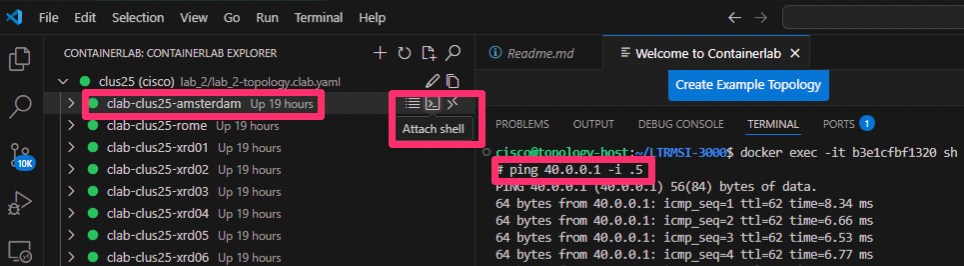 File Edit Selection View Go Run Terminal Help
CONTAINERLAB: CONTAINERLAB EXPLORER
clus25 (cisco) lab_2/lab_2-topology.clab.yaml
clab-clus25-amsterdam Up 19 hours
clab-clus25-rome Up 19 hours
Attach shell
clab-clus25-xrd01 Up 19 hours
clab-clus25-xrd02 Up 19 hours
clab-clus25-xrd03 Up 19 hours
clab-clus25-xrd04 Up 19 hours
clab-clus25-xrd05 Up 19 hours
clab-clus25-xrd06 Up 19 hours
10K
Readme.md
Welcome to Containerlab
Create Example Topology
PROBLEMS OUTPUT DEBUG CONSOLE TERMINAL PORTS 1
cisco@topology-host:~/LTRMSI-3000$ docker exec -it b3e1cfbf1320 sh
# ping 40.0.0.1 -i .5
PING 40.0.0.1 (40.0.0.1) 56(84) bytes of data.
64 bytes from 40.0.0.1: icmp_seq=1 ttl=62 time=8.34 ms
64 bytes from 40.0.0.1: icmp_seq=2 ttl=62 time=6.66 ms
64 bytes from 40.0.0.1: icmp_seq=3 ttl=62 time=6.53 ms
64 bytes from 40.0.0.1: icmp_seq=4 ttl=62 time=6.77 ms